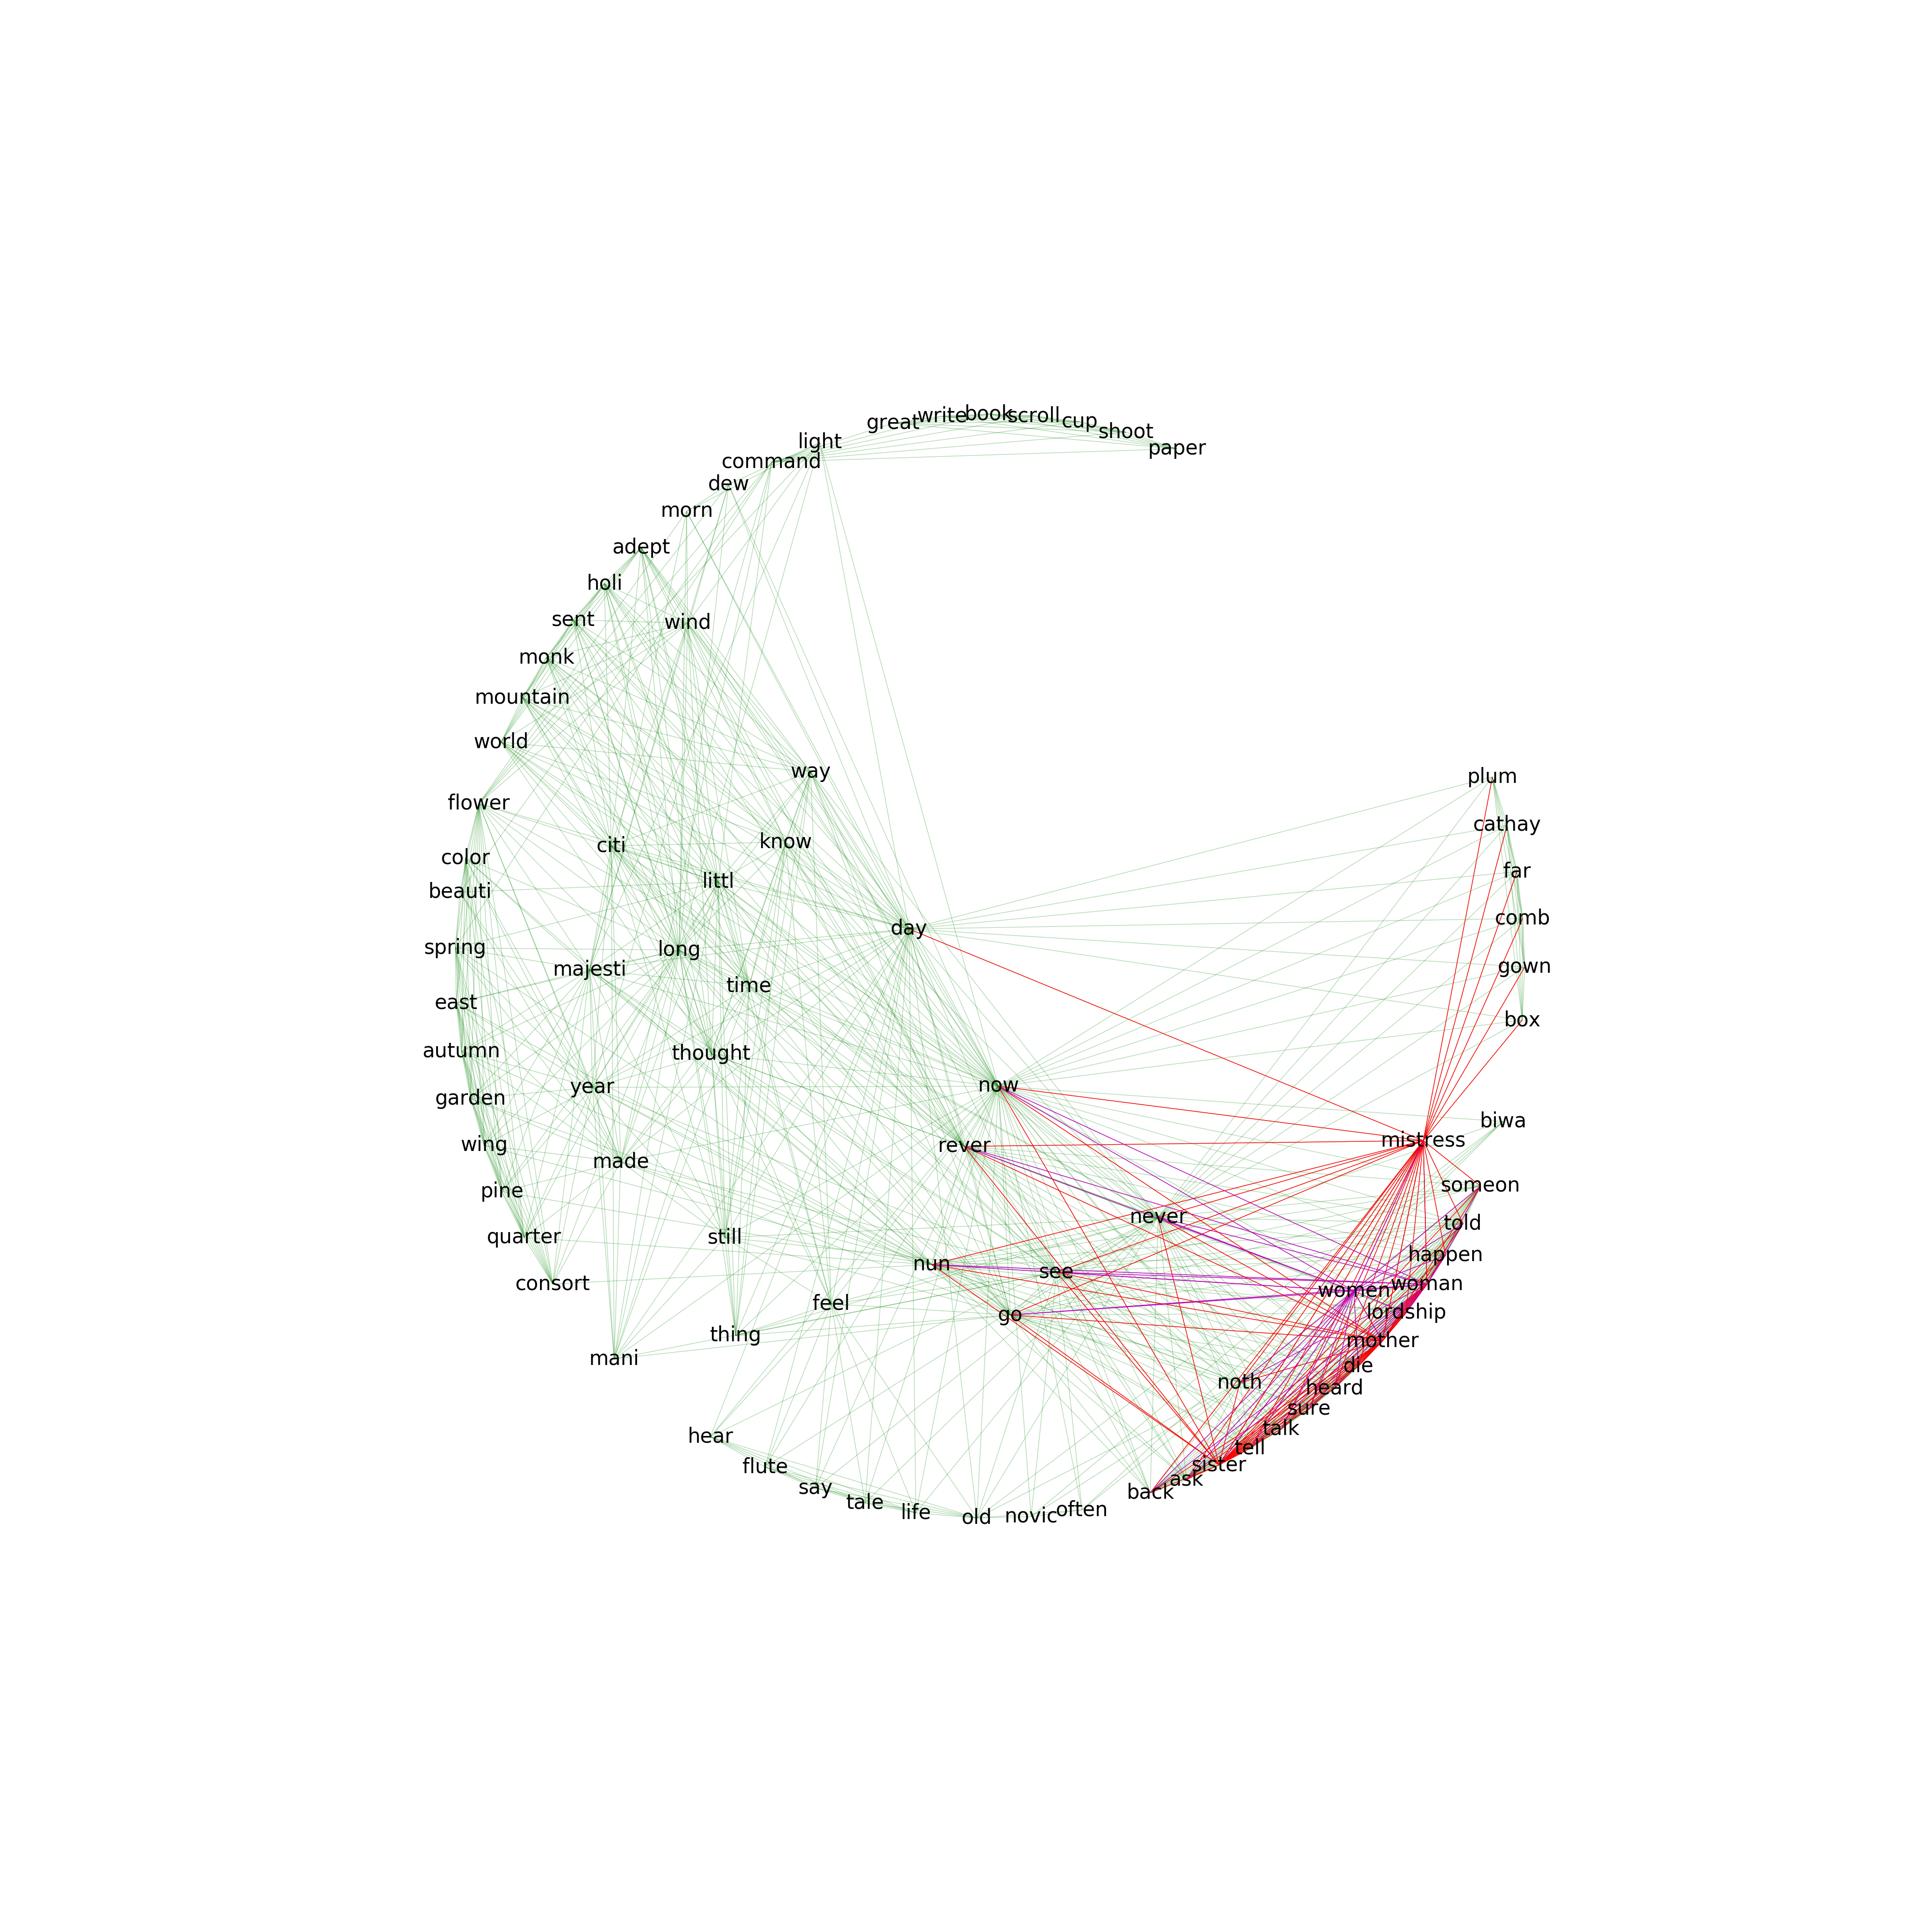 great write book scroll cup shoot paper
light
command
dew
morn
adept
holi
sent
wind
monk
mountain
world
way
plum
flower
cathay
know
citi
color
far
littl
beauti
comb
day
spring
long
gown
majesti
time
east
box
autumn
thought
year
now
garden
biwa
mistress
wing
rever
made
someon
pine
never
told
quarter
still
happen
nun
see
consort
woman
women
feel
lordship
go
thing
mother
mani
die
noth
heard
sure
talk
hear
tell
sister
flute
ask
say
back
tale
often
life
novic
old